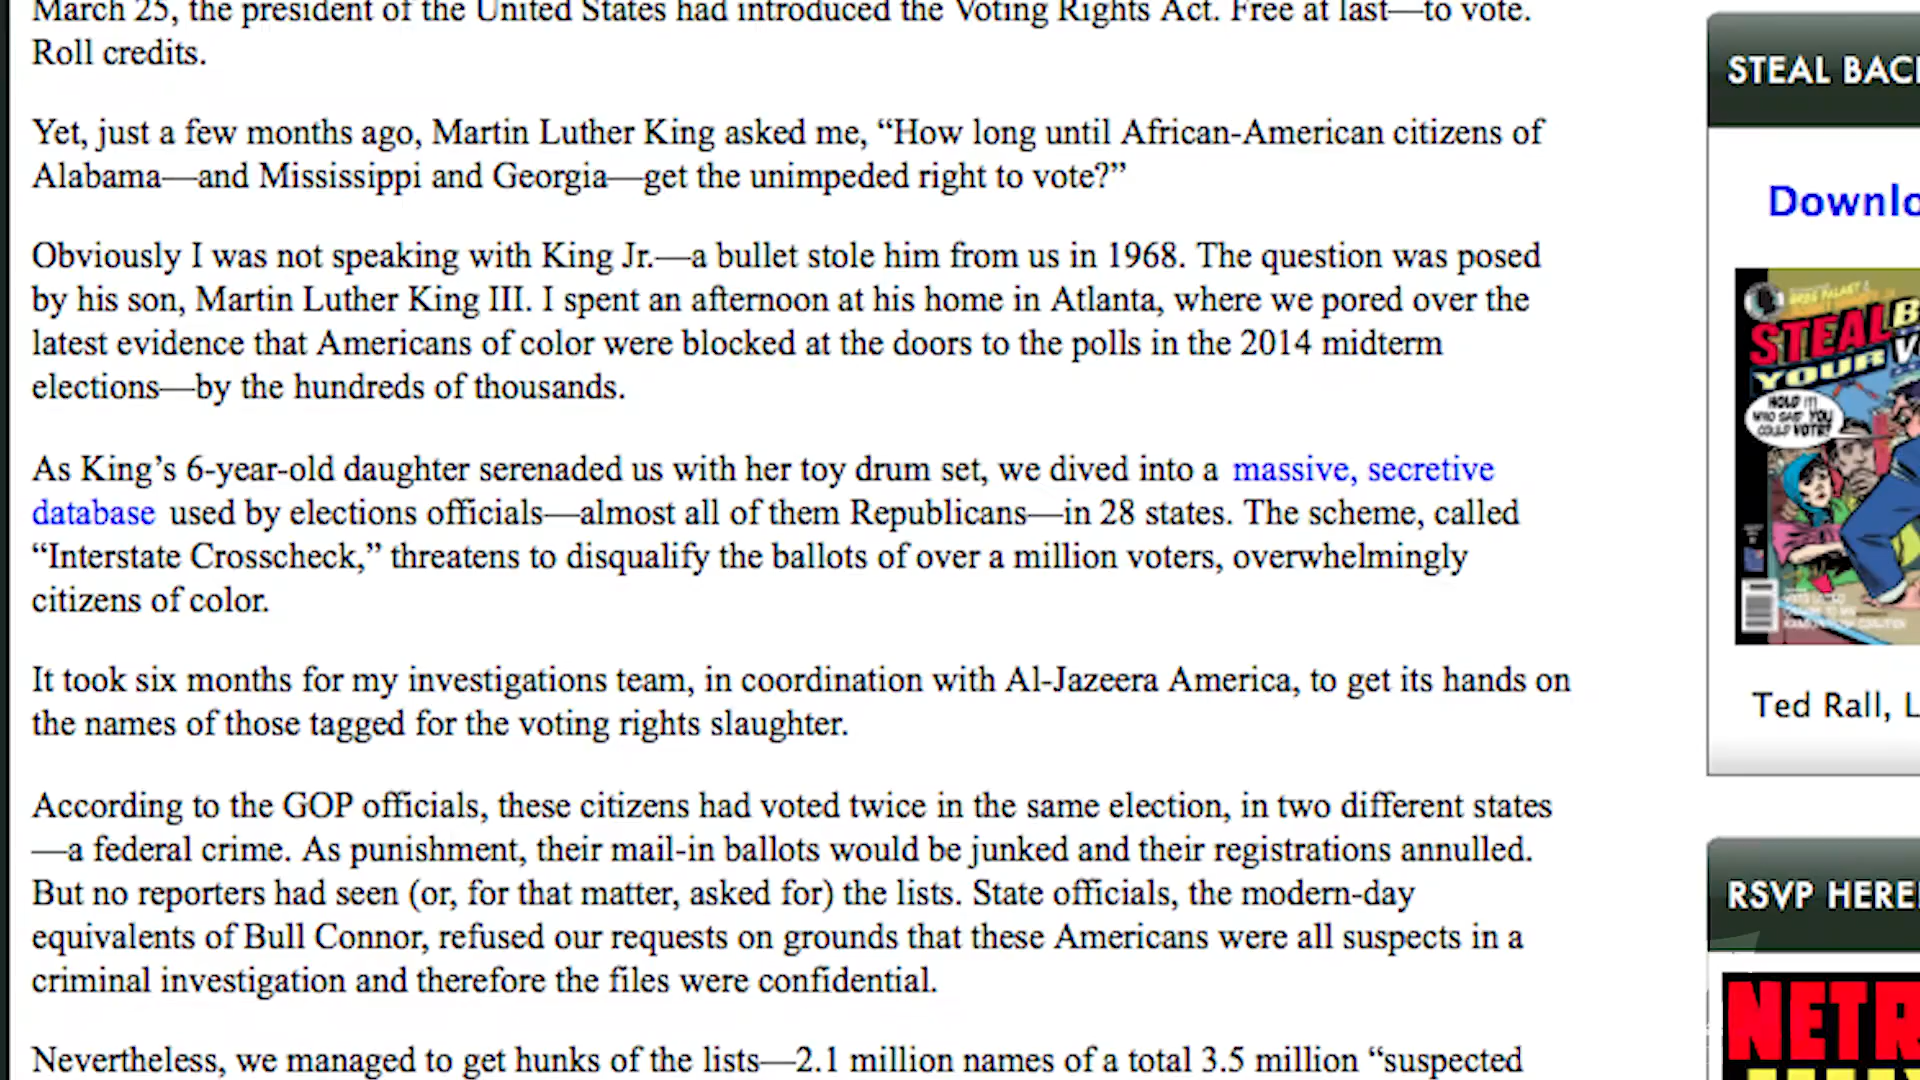 March 25, the president of the United States had introduced the Voting Rights Act. Free at last—to vote.
Roll credits.
Yet, just a few months ago, Martin Luther King asked me, “How long until African-American citizens of
Alabama—and Mississippi and Georgia—get the unimpeded right to vote?”
Obviously I was not speaking with King Jr.—a bullet stole him from us in 1968. The question was posed
by his son, Martin Luther King III. I spent an afternoon at his home in Atlanta, where we pored over the
latest evidence that Americans of color were blocked at the doors to the polls in the 2014 midterm
elections—by the hundreds of thousands.
As King’s 6-year-old daughter serenaded us with her toy drum set, we dived into a massive, secretive
database used by elections officials—almost all of them Republicans—in 28 states. The scheme, called
“Interstate Crosscheck,” threatens to disqualify the ballots of over a million voters, overwhelmingly
citizens of color.
It took six months for my investigations team, in coordination with Al-Jazeera America, to get its hands on
the names of those tagged for the voting rights slaughter.
According to the GOP officials, these citizens had voted twice in the same election, in two different states
—a federal crime. As punishment, their mail-in ballots would be junked and their registrations annulled.
But no reporters had seen (or, for that matter, asked for) the lists. State officials, the modern-day
equivalents of Bull Connor, refused our requests on grounds that these Americans were all suspects in a
criminal investigation and therefore the files were confidential.
Nevertheless, we managed to get hunks of the lists—2.1 million names of a total 3.5 million “suspected
STEAL BAC
Downlo
GREG PALAST &
STEAL B
YOUR V
HOLD IT!
WHO SAID YOU
COULD VOTE?
Ted Rall, L
RSVP HERE
NETR